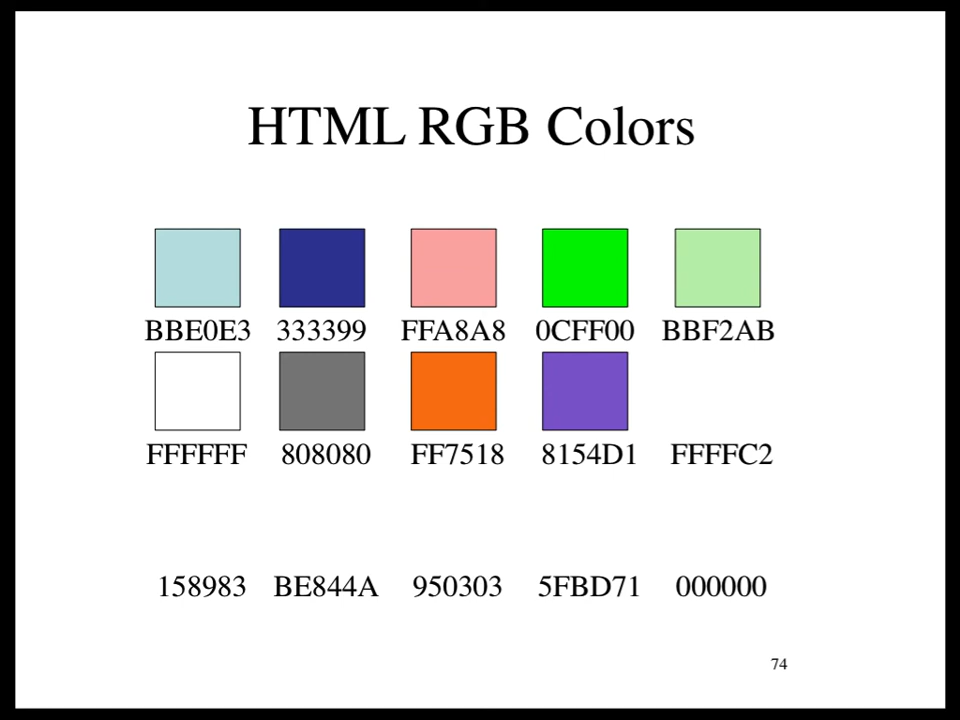 HTML RGB Colors
BBE0E3 333399 FFA8A8 0CFF00 BBF2AB
FFFFFF 808080 FF7518 8154D1 FFFFC2
158983 BE844A 950303 5FBD71 000000
74